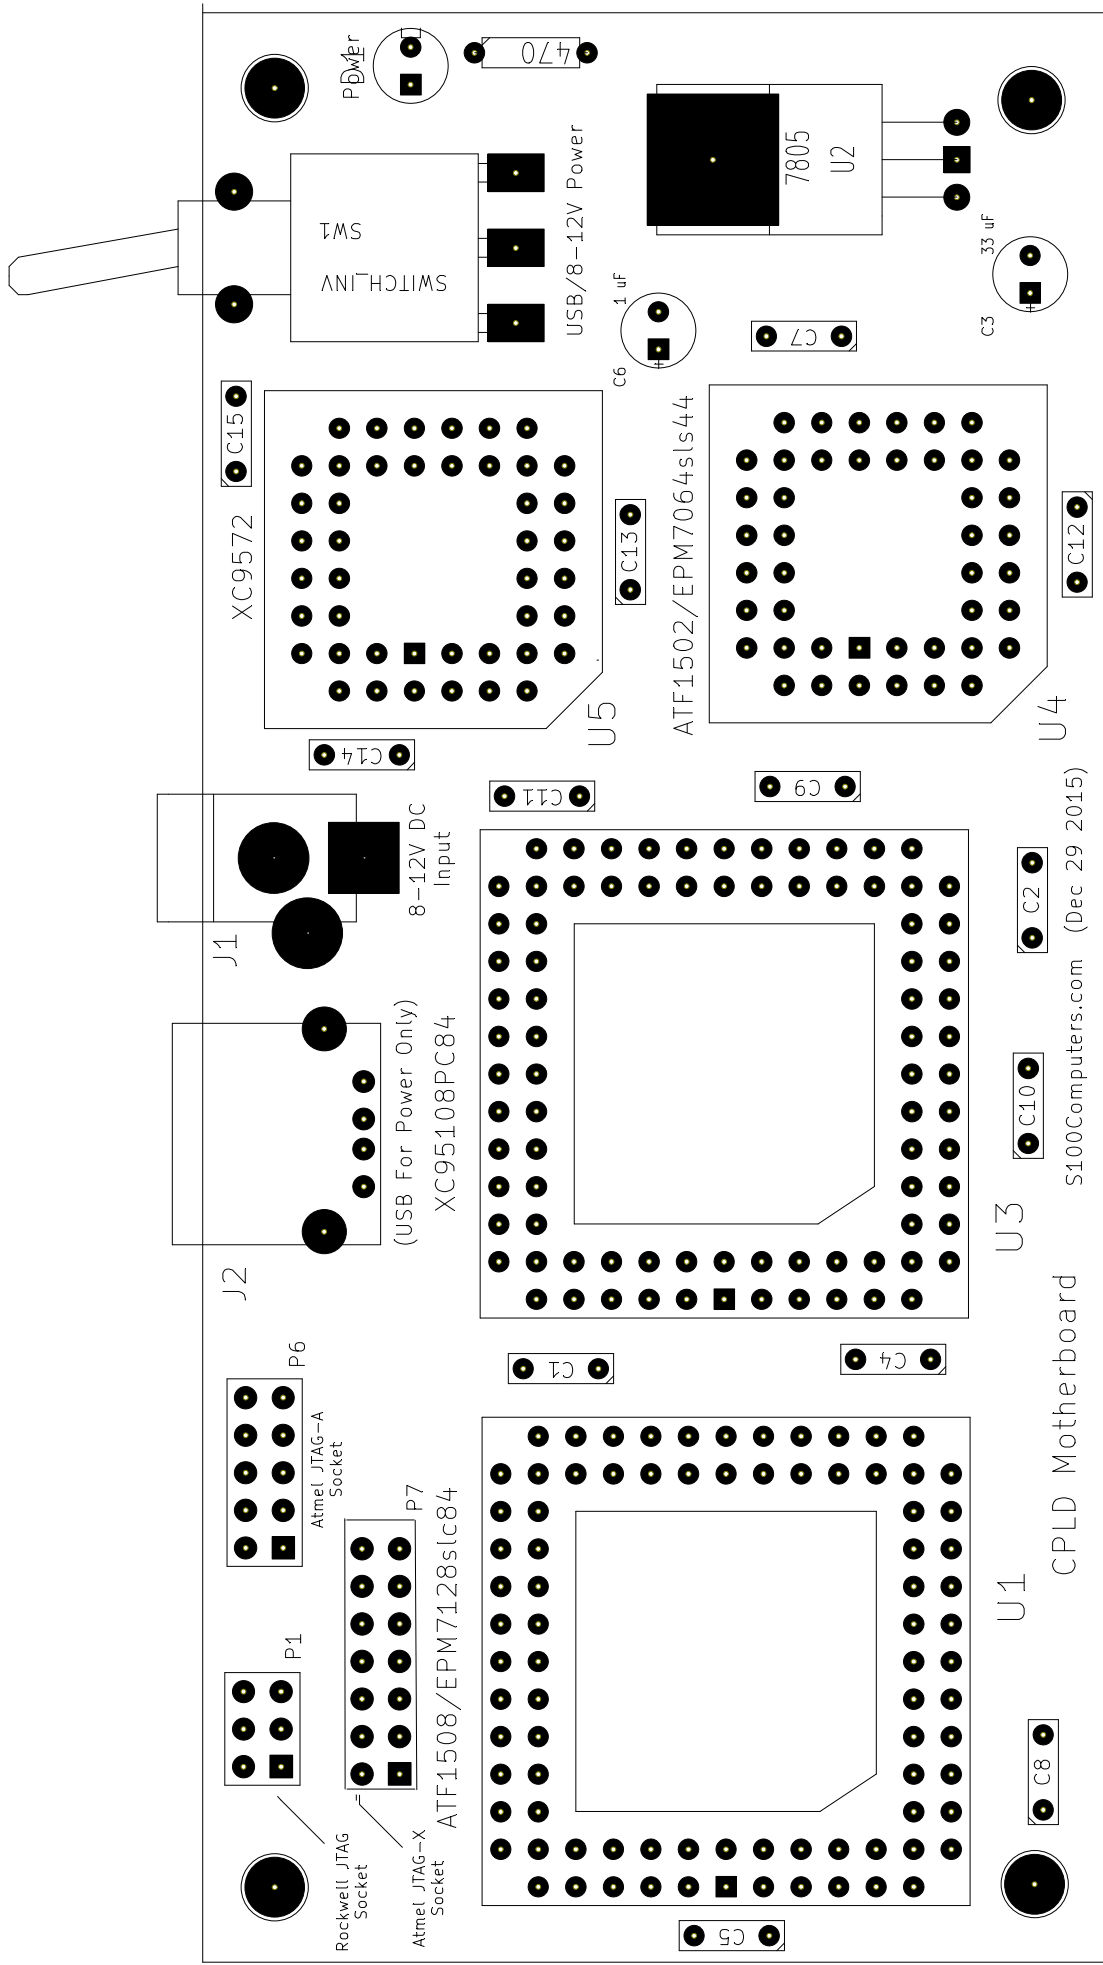 Power
D1
470
SW1
SWITCH_INV
USB/8-12V Power
7805
U2
33 uF
C3
1 uF
C6
C7
C15
XC9572
C13
ATF1502/EPM7064sls44
C12
U5
U4
C14
C11
C9
8-12V DC
Input
J1
C2
S100Computers.com (Dec 29 2015)
J2
(USB For Power Only)
XC95108PC84
C10
U3
P6
Atmel JTAG-A
Socket
C1
C4
CPLD Motherboard
P7
P1
ATF1508/EPM7128slc84
U1
C8
Rockwell JTAG
Socket
Atmel JTAG-X
Socket
C5